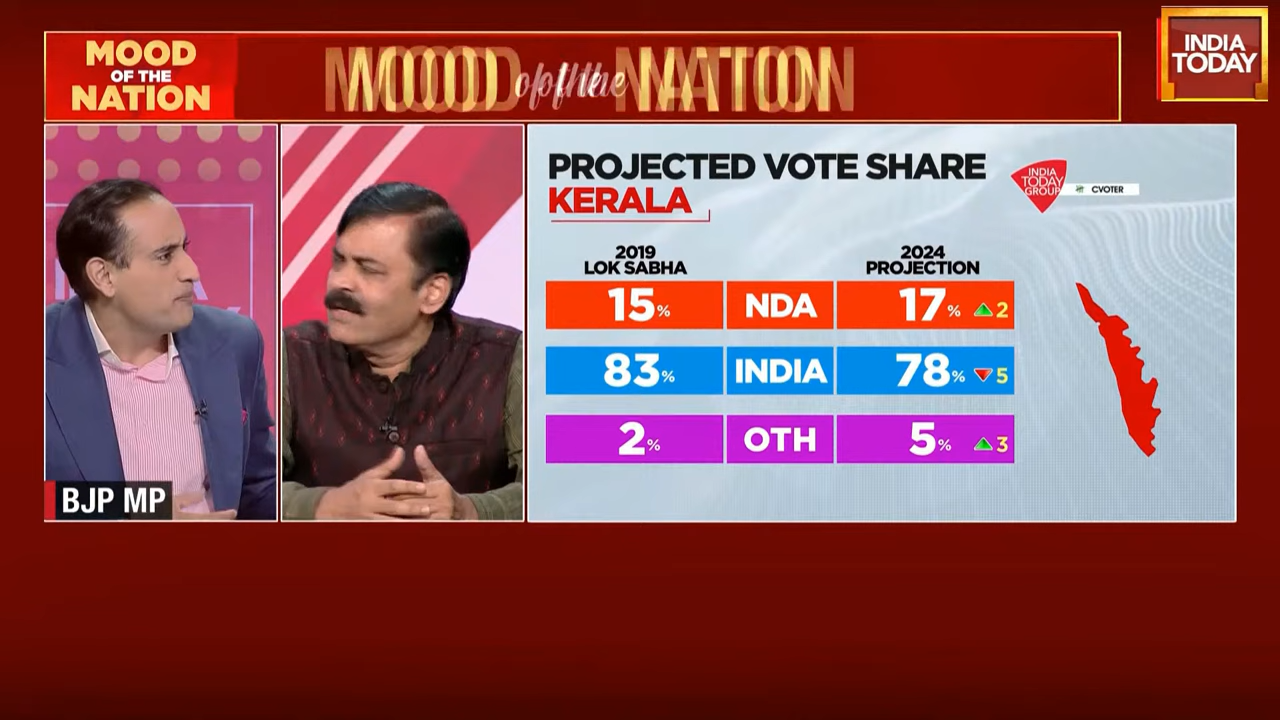 MOOD
OF THE
NATION
MOOD of the NATION
INDIA
TODAY
PROJECTED VOTE SHARE
KERALA
INDIA
TODAY
GROUP
CVOTER
2019
LOK SABHA
2024
PROJECTION
15% NDA 17% 2
83% INDIA 78% 5
2% OTH 5% 3
BJP MP